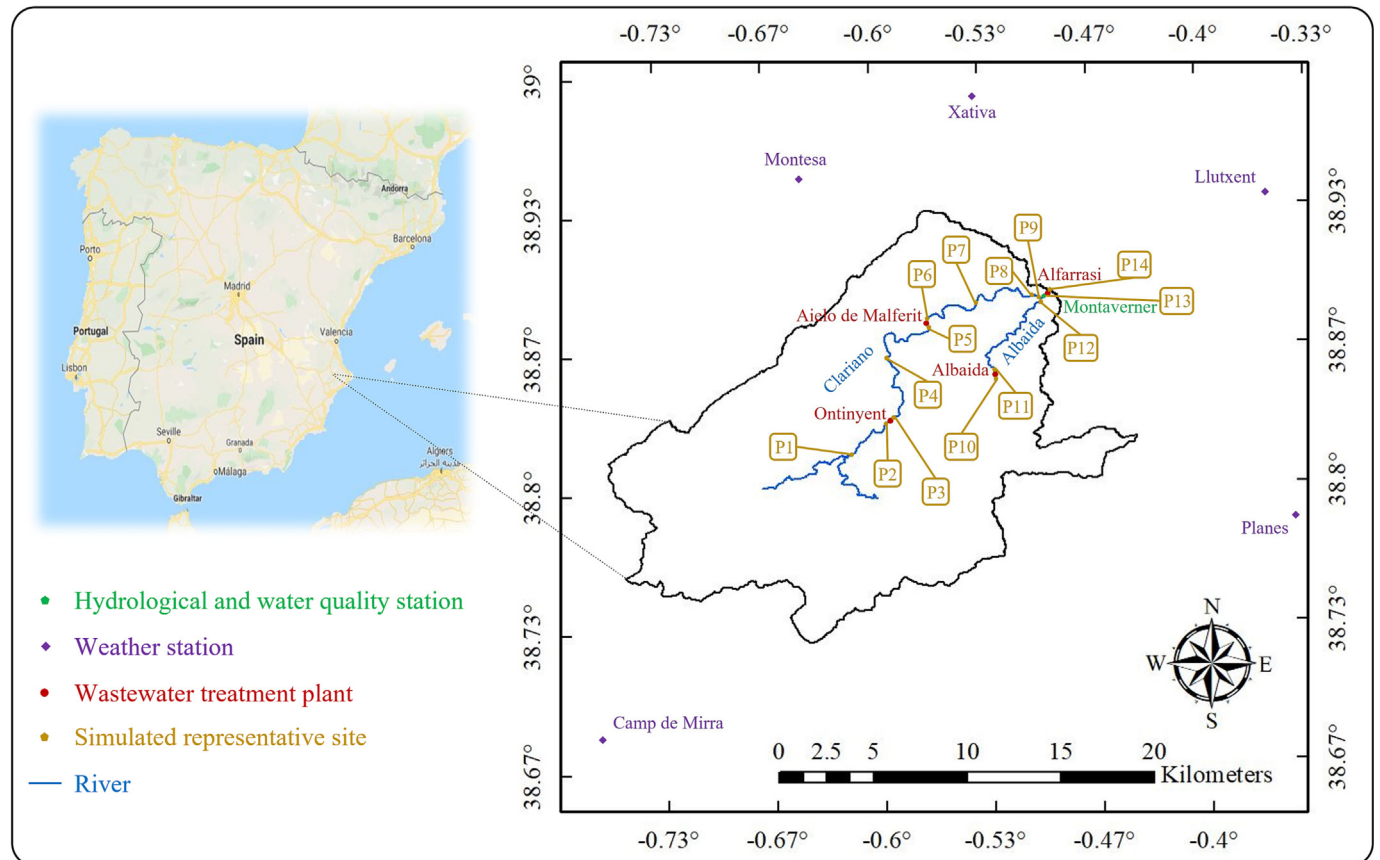 -0.73°
-0.67°
-0.6°
-0.53°
-0.47°
-0.4°
-0.33°
39°
38.93°
38.87°
38.8°
38.73°
38.67°
38.93°
38.87°
38.8°
38.73°
38.67°
-0.73°
-0.67°
-0.6°
-0.53°
-0.47°
-0.4°
Andorra
Barcelona
Porto
Madrid
Portugal
Spain
Valencia
Lisbon
Seville
Granada
Málaga
Gibraltar
Algiers
مدينة الجزائر
Xativa
Montesa
Llutxent
P9
P7
P8
Alfarrasi
P14
P6
P13
Montaverner
Aielo de Malferit
P5
P12
Albaida
Clariano
Albaida
P4
P11
Ontinyent
P1
P2
P3
P10
Planes
Camp de Mirra
N
W
E
S
0 2.5 5 10 15 20
Kilometers
Hydrological and water quality station
Weather station
Wastewater treatment plant
Simulated representative site
River